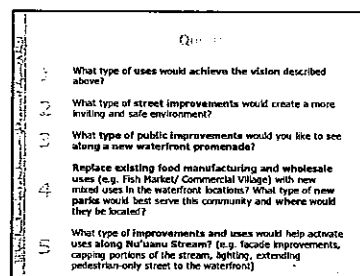 1 What type of uses would achieve the vision described
above?
2 What type of street improvements would create a more
inviting and safe environment?
3 What type of public improvements would you like to see
along a new waterfront promenade?
4 Replace existing food manufacturing and wholesale
uses (e.g. Fish Market/ Commercial Village) with new
mixed uses in the waterfront locations? What type of new
parks would best serve this community and where would
they be located?
5 What type of improvements and uses would help activate
uses along Nu'uanu Stream? (e.g. facade improvements,
capping portions of the stream, lighting, extending
pedestrian-only street to the waterfront)